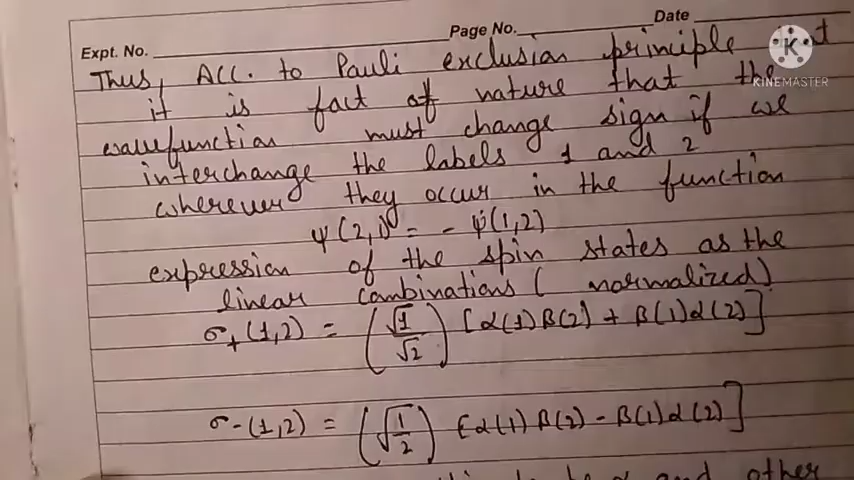 Expt. No.
Page No.
Date
K
KINEMASTER
Thus, Acc. to Pauli exclusion principle
it is fact of nature that the
wavefunction must change sign if we
interchange the labels 1 and 2
wherever they occur in the function
ψ(2,1) = - ψ(1,2)
expression of the spin states as the
linear combinations (normalized)
σ+(1,2) = (√1/√2) [α(1)β(2) + β(1)α(2)]
σ-(1,2) = (√1/2) [α(1)β(2) - β(1)α(2)]
and other